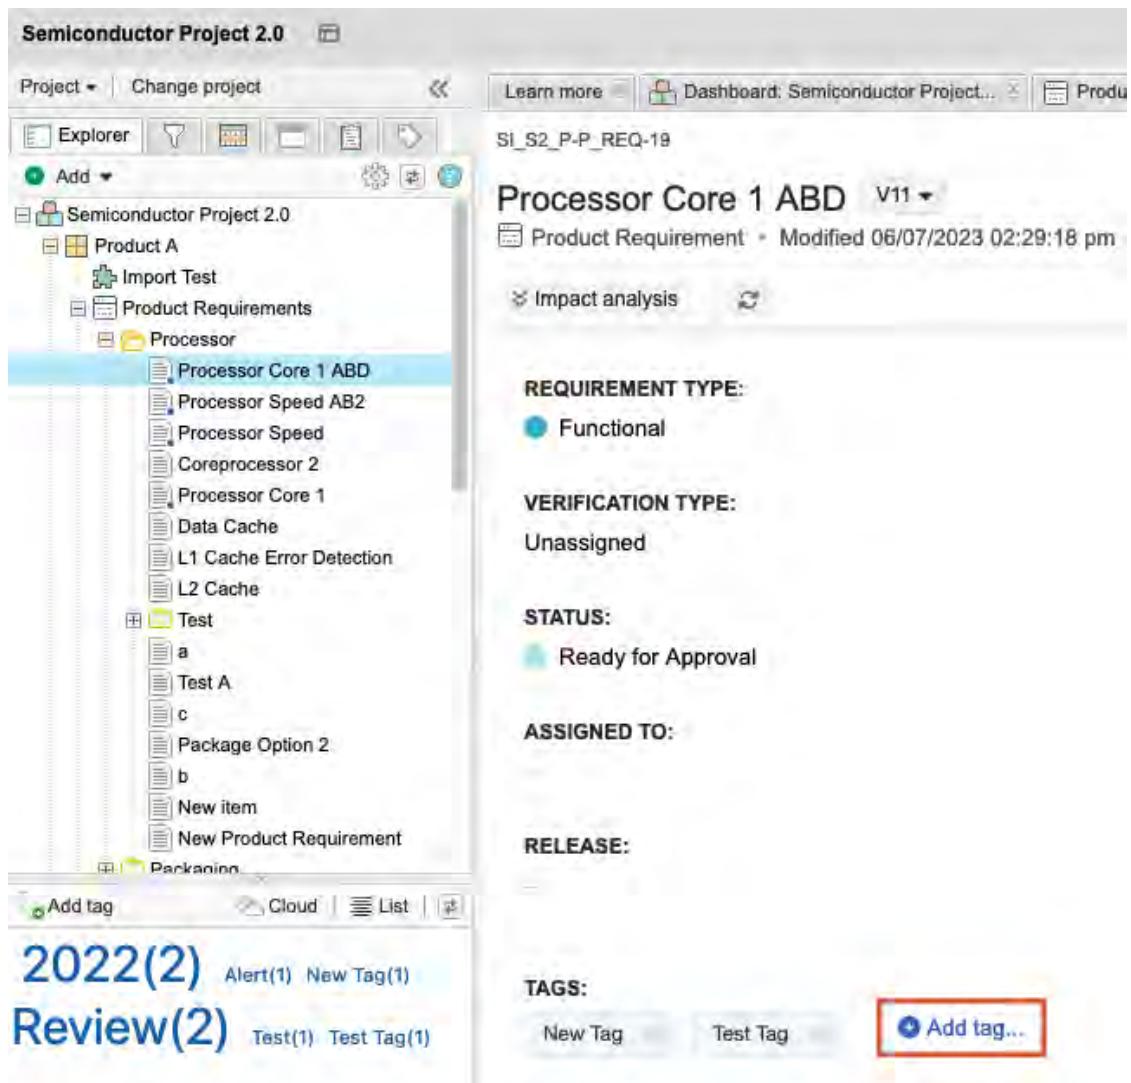 Semiconductor Project 2.0
Project
Change project
Explorer
Add
Semiconductor Project 2.0
Product A
Import Test
Product Requirements
Processor
Processor Core 1 ABD
Processor Speed AB2
Processor Speed
Coreprocessor 2
Processor Core 1
Data Cache
L1 Cache Error Detection
L2 Cache
Test
a
Test A
c
Package Option 2
b
New item
New Product Requirement
Packaging
Add tag
Cloud
List
2022(2) Alert(1) New Tag(1)
Review(2) Test(1) Test Tag(1)
Learn more
Dashboard: Semiconductor Project...
Produ
SI_S2_P-P_REQ-19
Processor Core 1 ABD V11
Product Requirement • Modified 06/07/2023 02:29:18 pm
Impact analysis
REQUIREMENT TYPE:
Functional
VERIFICATION TYPE:
Unassigned
STATUS:
Ready for Approval
ASSIGNED TO:
RELEASE:
TAGS:
New Tag
Test Tag
Add tag...